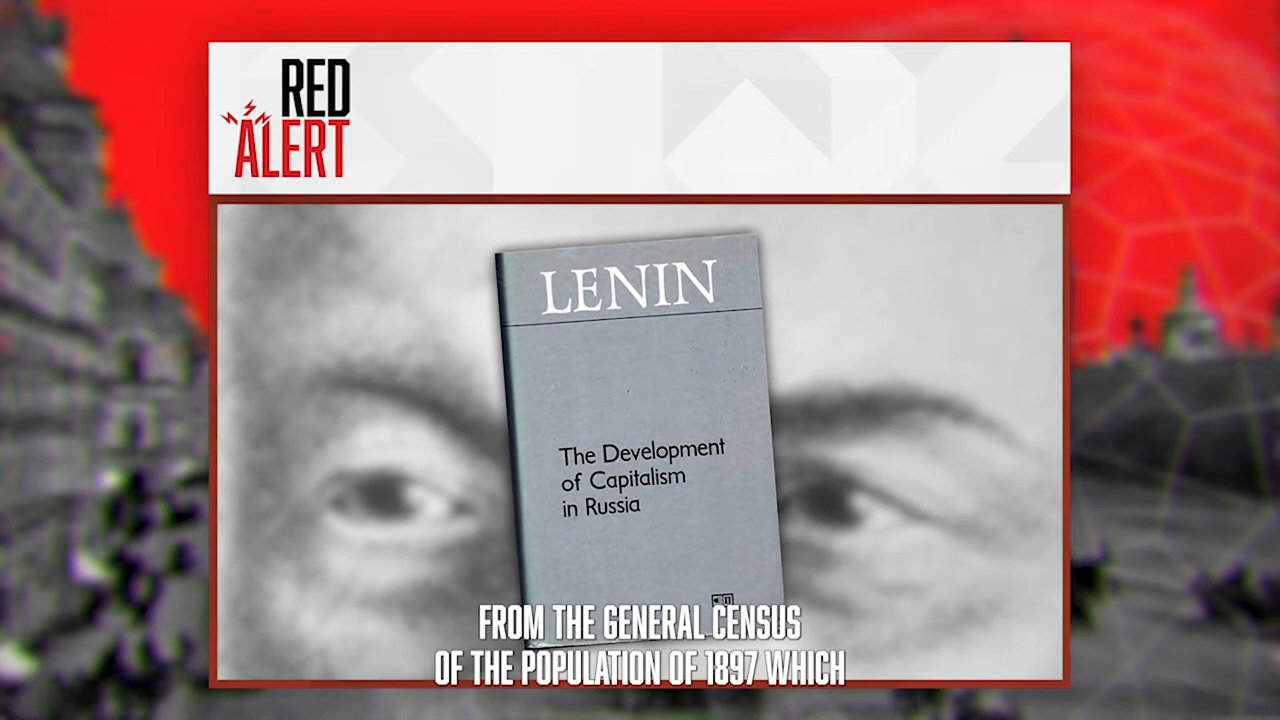 RED
ALERT
LENIN
The Development
of Capitalism
in Russia
FROM THE GENERAL CENSUS
OF THE POPULATION OF 1897 WHICH